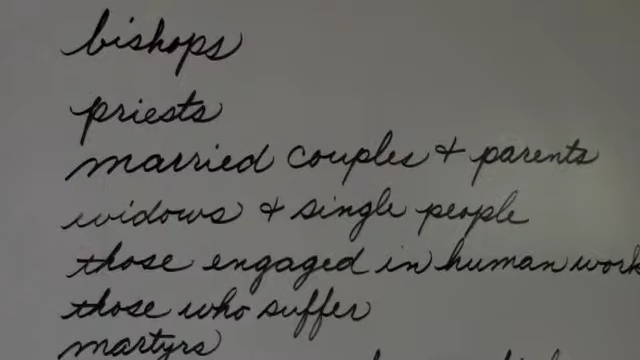 bishops
priests
married couples + parents
widows + single people
those engaged in human work
those who suffer
martyrs